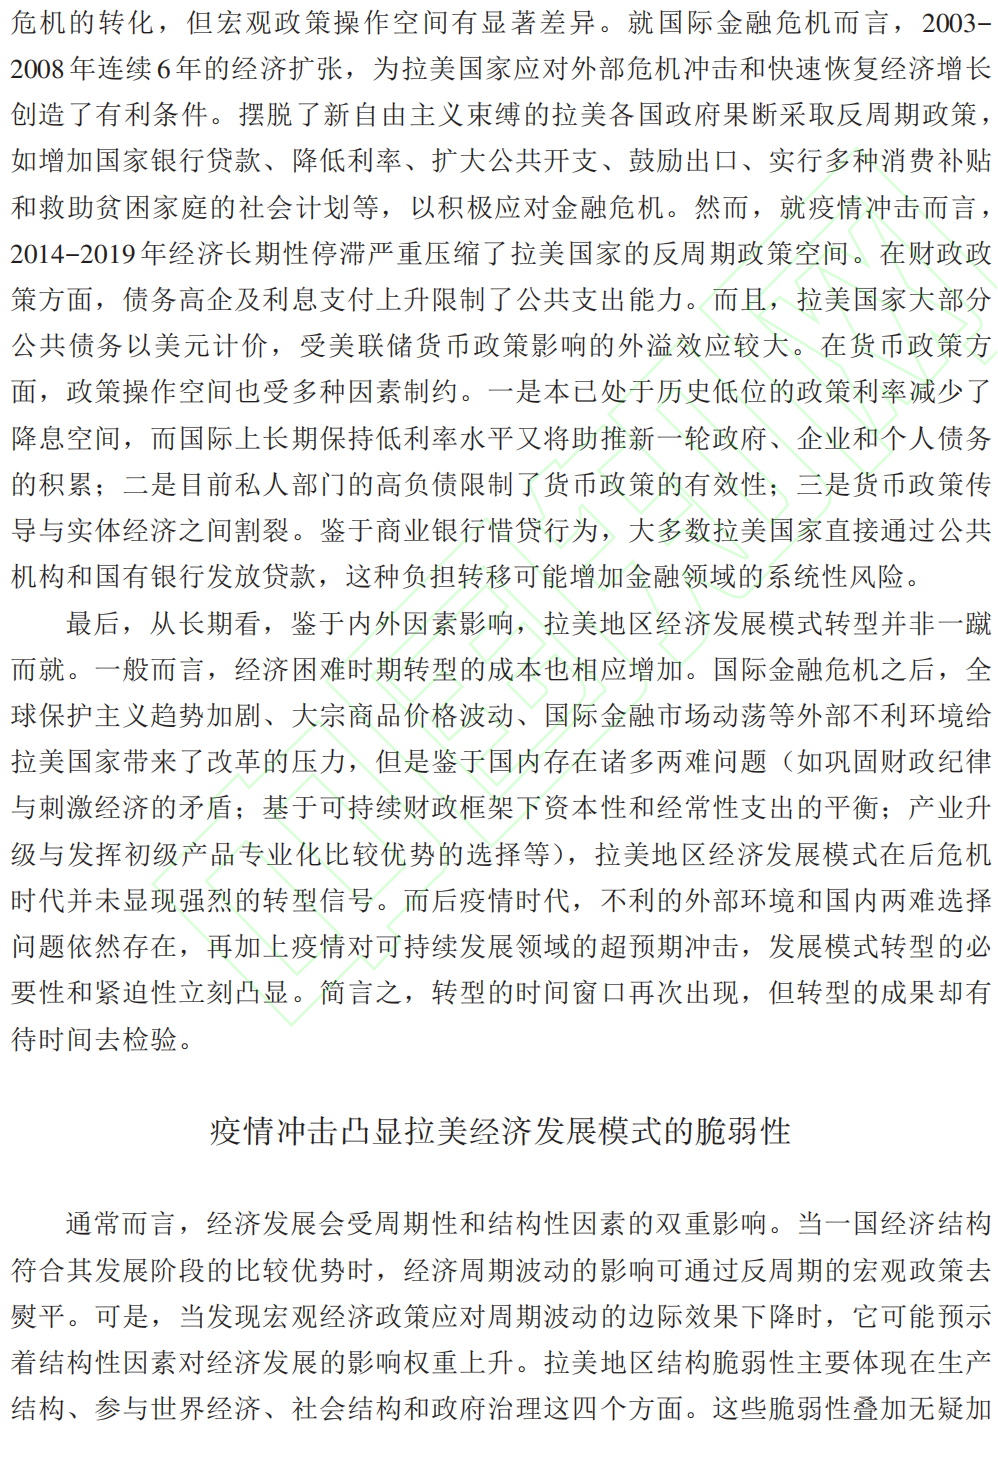 危机的转化，但宏观政策操作空间有显著差异。就国际金融危机而言，2003-
2008年连续6年的经济扩张，为拉美国家应对外部危机冲击和快速恢复经济增长
创造了有利条件。摆脱了新自由主义束缚的拉美各国政府果断采取反周期政策，
如增加国家银行贷款、降低利率、扩大公共开支、鼓励出口、实行多种消费补贴
和救助贫困家庭的社会计划等，以积极应对金融危机。然而，就疫情冲击而言，
2014-2019年经济长期性停滞严重压缩了拉美国家的反周期政策空间。在财政政
策方面，债务高企及利息支付上升限制了公共支出能力。而且，拉美国家大部分
公共债务以美元计价，受美联储货币政策影响的外溢效应较大。在货币政策方
面，政策操作空间也受多种因素制约。一是本已处于历史低位的政策利率减少了
降息空间，而国际上长期保持低利率水平又将助推新一轮政府、企业和个人债务
的积累；二是目前私人部门的高负债限制了货币政策的有效性；三是货币政策传
导与实体经济之间割裂。鉴于商业银行惜贷行为，大多数拉美国家直接通过公共
机构和国有银行发放贷款，这种负担转移可能增加金融领域的系统性风险。
最后，从长期看，鉴于内外因素影响，拉美地区经济发展模式转型并非一蹴
而就。一般而言，经济困难时期转型的成本也相应增加。国际金融危机之后，全
球保护主义趋势加剧、大宗商品价格波动、国际金融市场动荡等外部不利环境给
拉美国家带来了改革的压力，但是鉴于国内存在诸多两难问题（如巩固财政纪律
与刺激经济的矛盾；基于可持续财政框架下资本性和经常性支出的平衡；产业升
级与发挥初级产品专业化比较优势的选择等），拉美地区经济发展模式在后危机
时代并未显现强烈的转型信号。而后疫情时代，不利的外部环境和国内两难选择
问题依然存在，再加上疫情对可持续发展领域的超预期冲击，发展模式转型的必
要性和紧迫性立刻凸显。简言之，转型的时间窗口再次出现，但转型的成果却有
待时间去检验。
疫情冲击凸显拉美经济发展模式的脆弱性
通常而言，经济发展会受周期性和结构性因素的双重影响。当一国经济结构
符合其发展阶段的比较优势时，经济周期波动的影响可通过反周期的宏观政策去
熨平。可是，当发现宏观经济政策应对周期波动的边际效果下降时，它可能预示
着结构性因素对经济发展的影响权重上升。拉美地区结构脆弱性主要体现在生产
结构、参与世界经济、社会结构和政府治理这四个方面。这些脆弱性叠加无疑加
中国知网